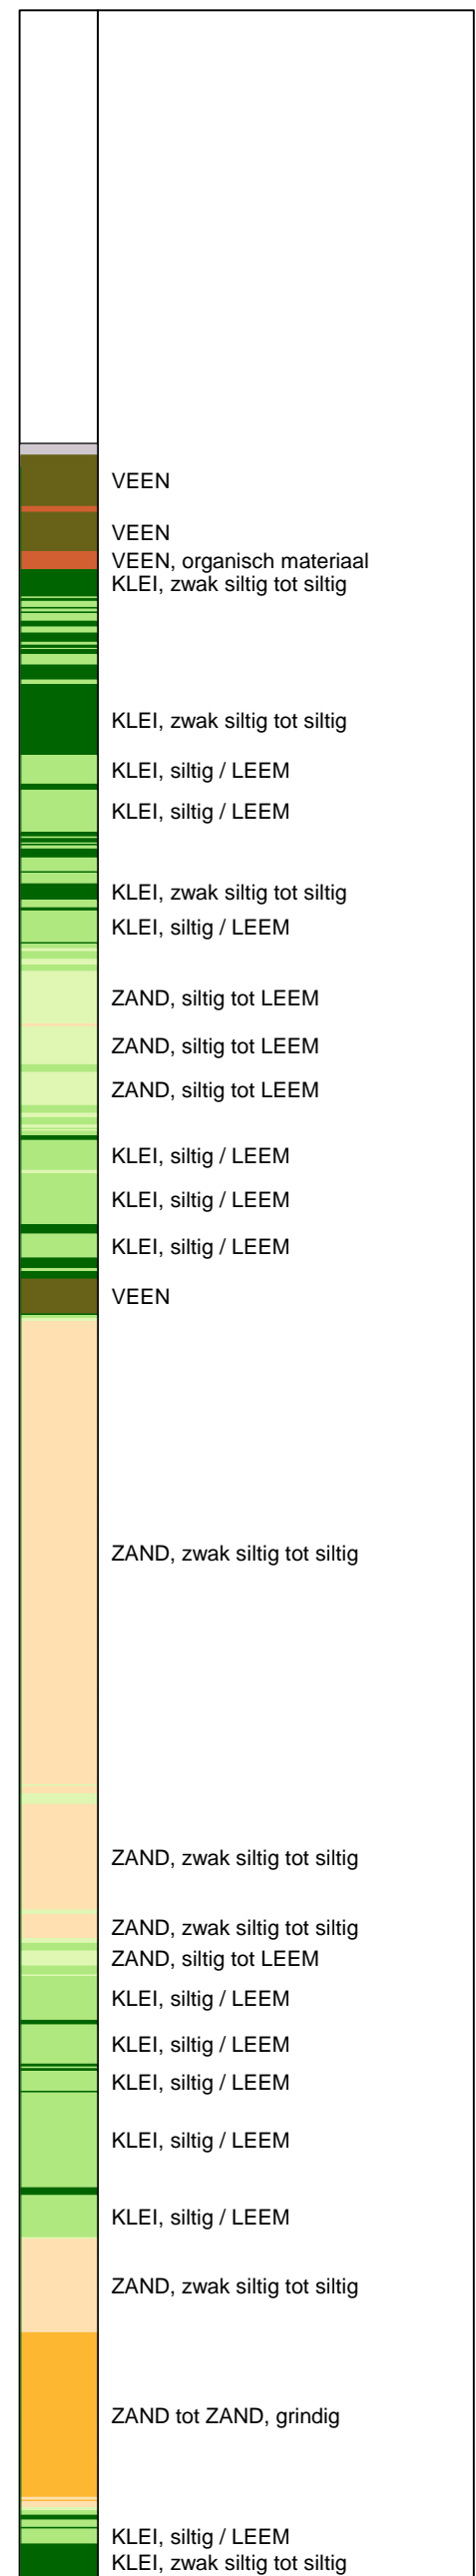 VEEN
VEEN
VEEN, organisch materiaal
KLEI, zwak siltig tot siltig
KLEI, zwak siltig tot siltig
KLEI, siltig / LEEM
KLEI, siltig / LEEM
KLEI, zwak siltig tot siltig
KLEI, siltig / LEEM
ZAND, siltig tot LEEM
ZAND, siltig tot LEEM
ZAND, siltig tot LEEM
KLEI, siltig / LEEM
KLEI, siltig / LEEM
KLEI, siltig / LEEM
VEEN
ZAND, zwak siltig tot siltig
ZAND, zwak siltig tot siltig
ZAND, zwak siltig tot siltig
ZAND, siltig tot LEEM
KLEI, siltig / LEEM
KLEI, siltig / LEEM
KLEI, siltig / LEEM
KLEI, siltig / LEEM
KLEI, siltig / LEEM
ZAND, zwak siltig tot siltig
ZAND tot ZAND, grindig
KLEI, siltig / LEEM
KLEI, zwak siltig tot siltig